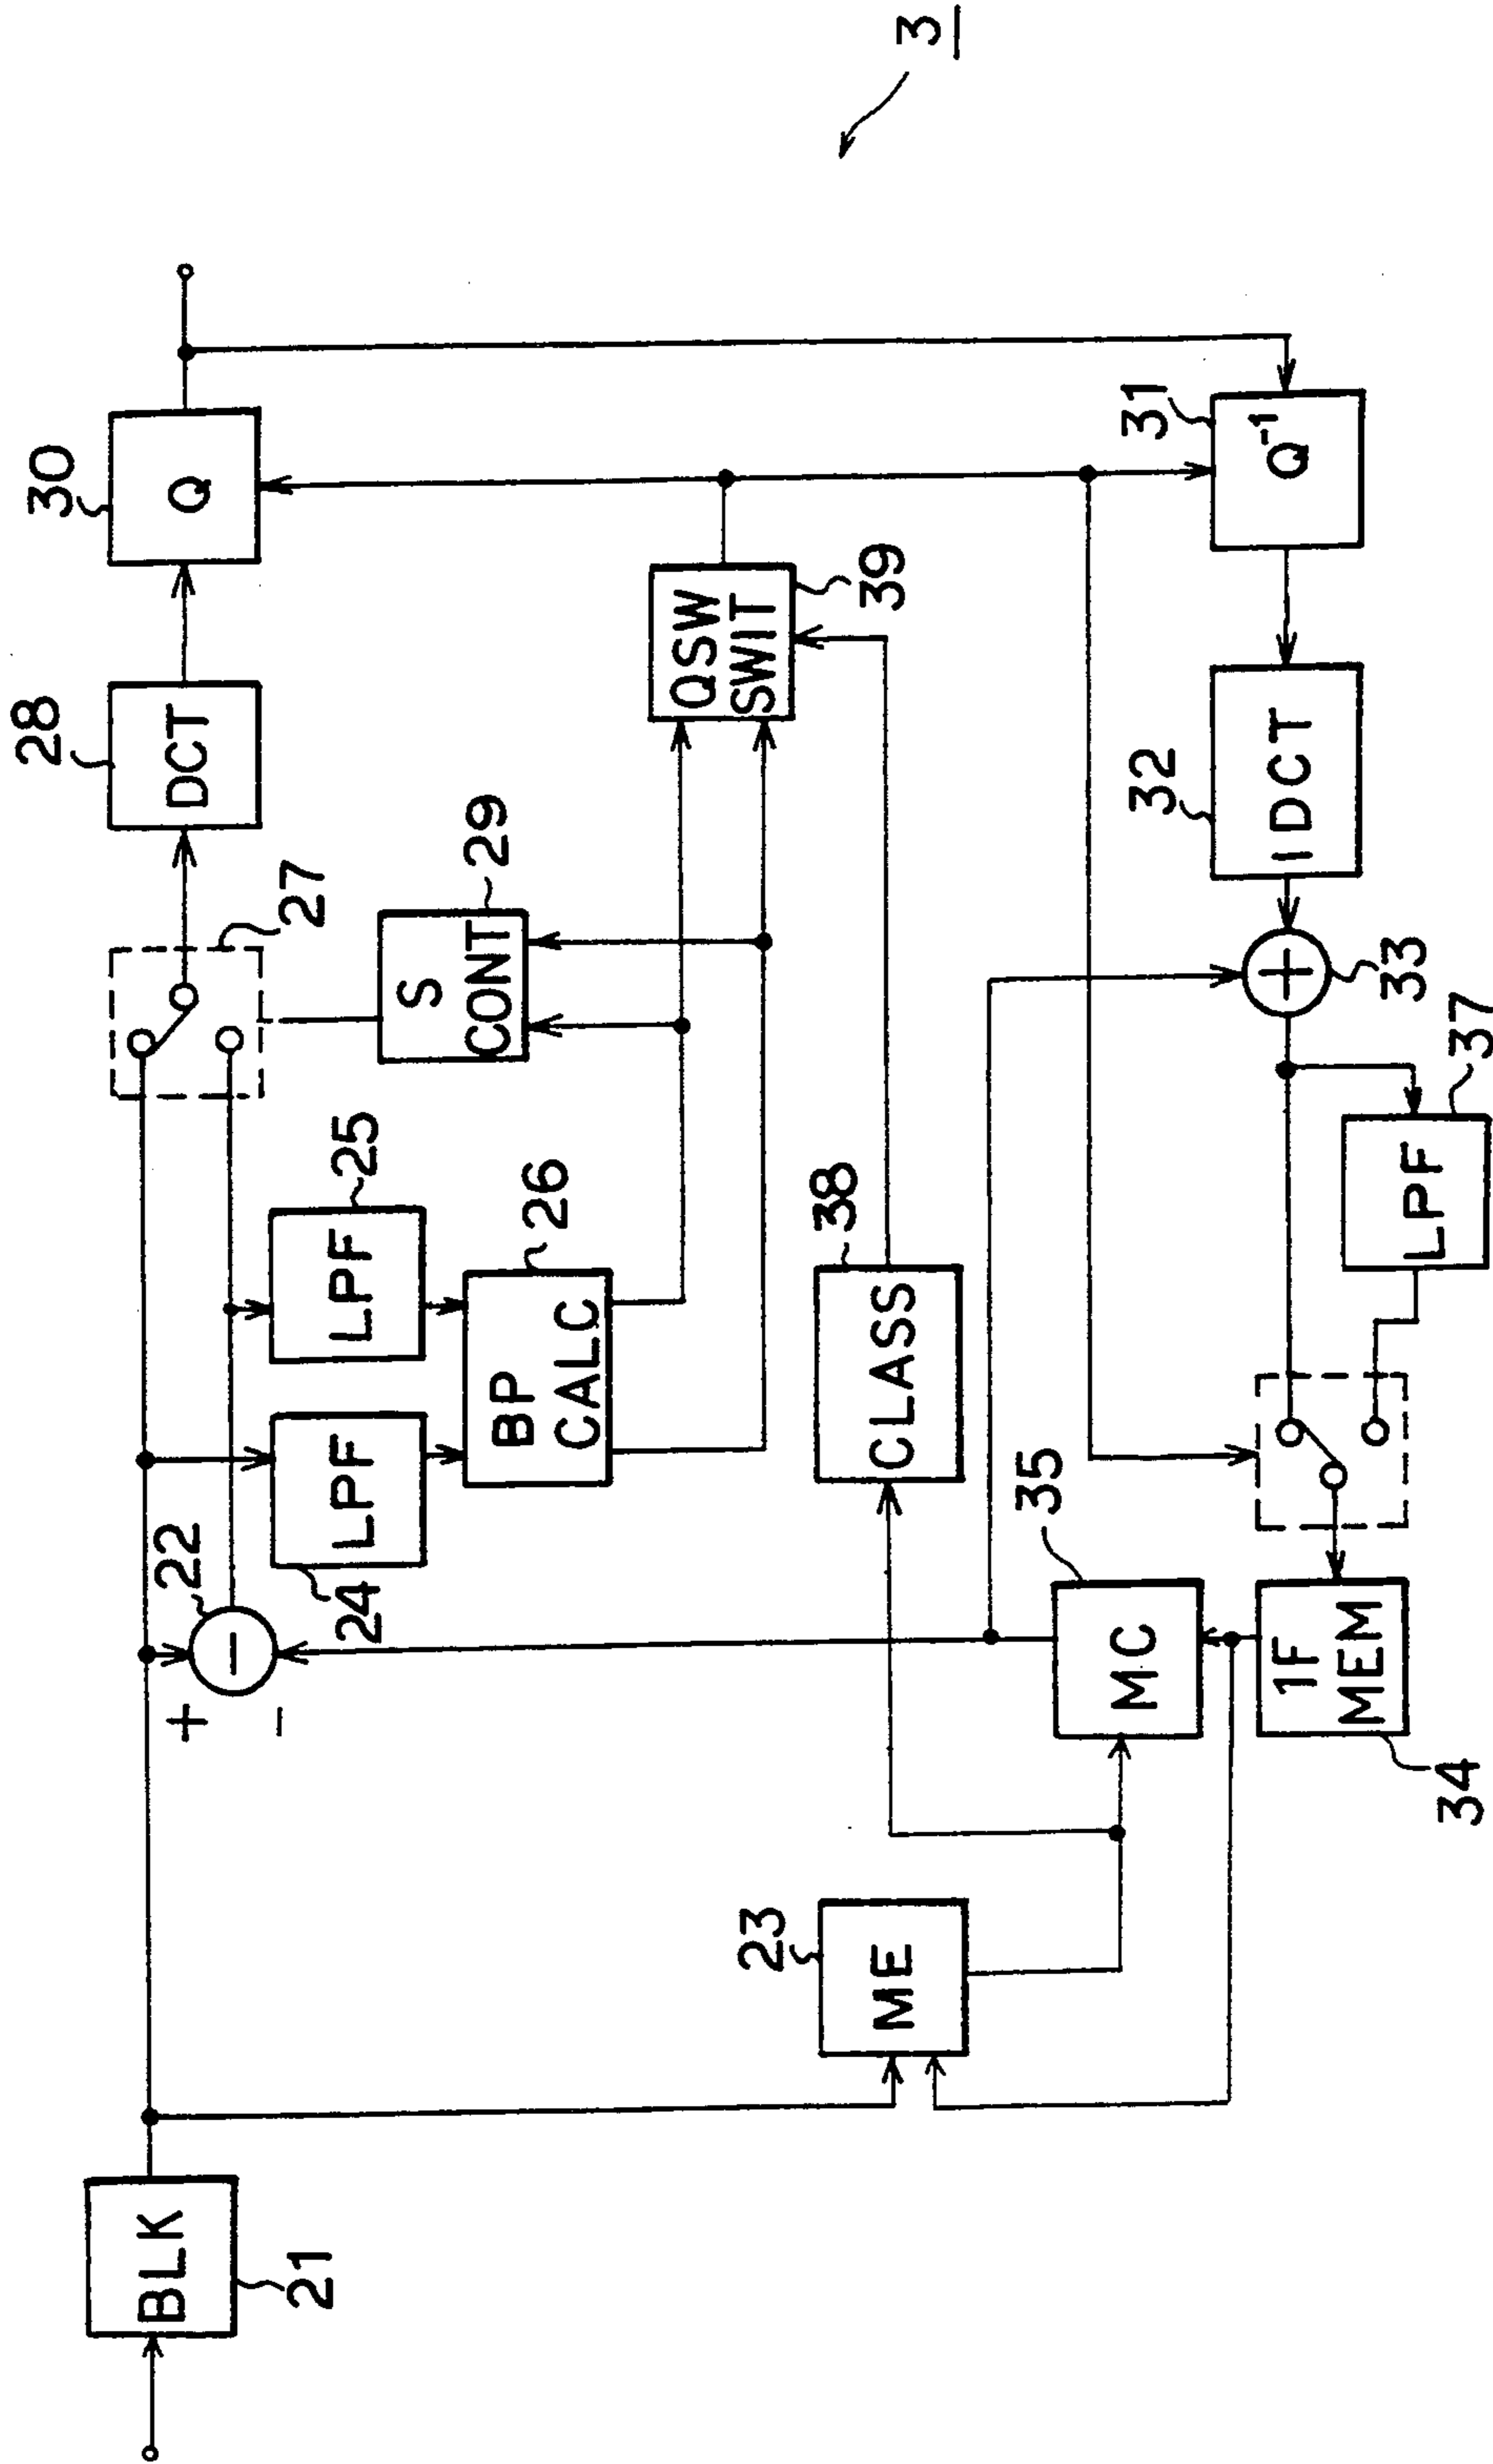 3
30
Q
28
DCT
27
29
S
CONT
QSW
SWIT
39
31
Q-1
32
IDCT
33
37
LPF
25
LPF
26
BP
CALC
38
CLASS
22
24
LPF
+
-
-
+
35
MC
1F
MEM
34
23
ME
21
BLK